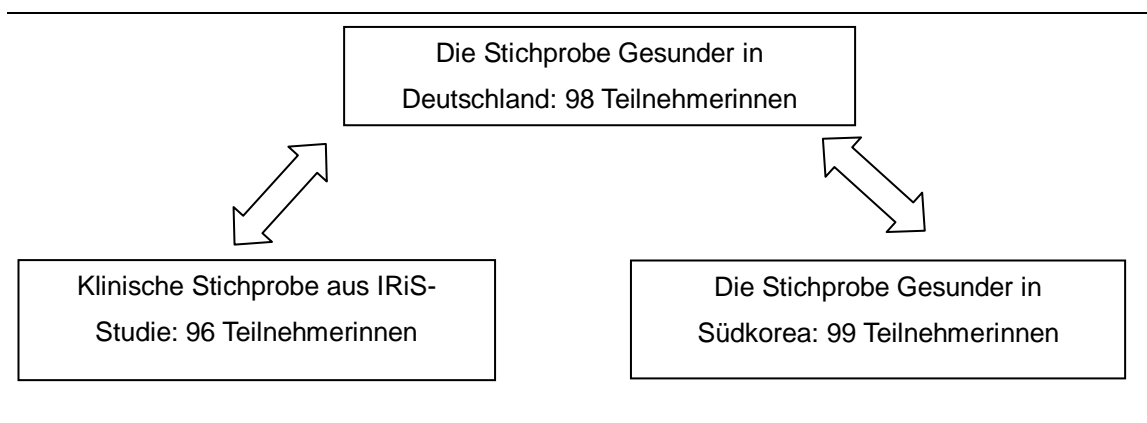 Die Stichprobe Gesunder in
Deutschland: 98 Teilnehmerinnen
Klinische Stichprobe aus IRiS-
Studie: 96 Teilnehmerinnen
Die Stichprobe Gesunder in
Südkorea: 99 Teilnehmerinnen